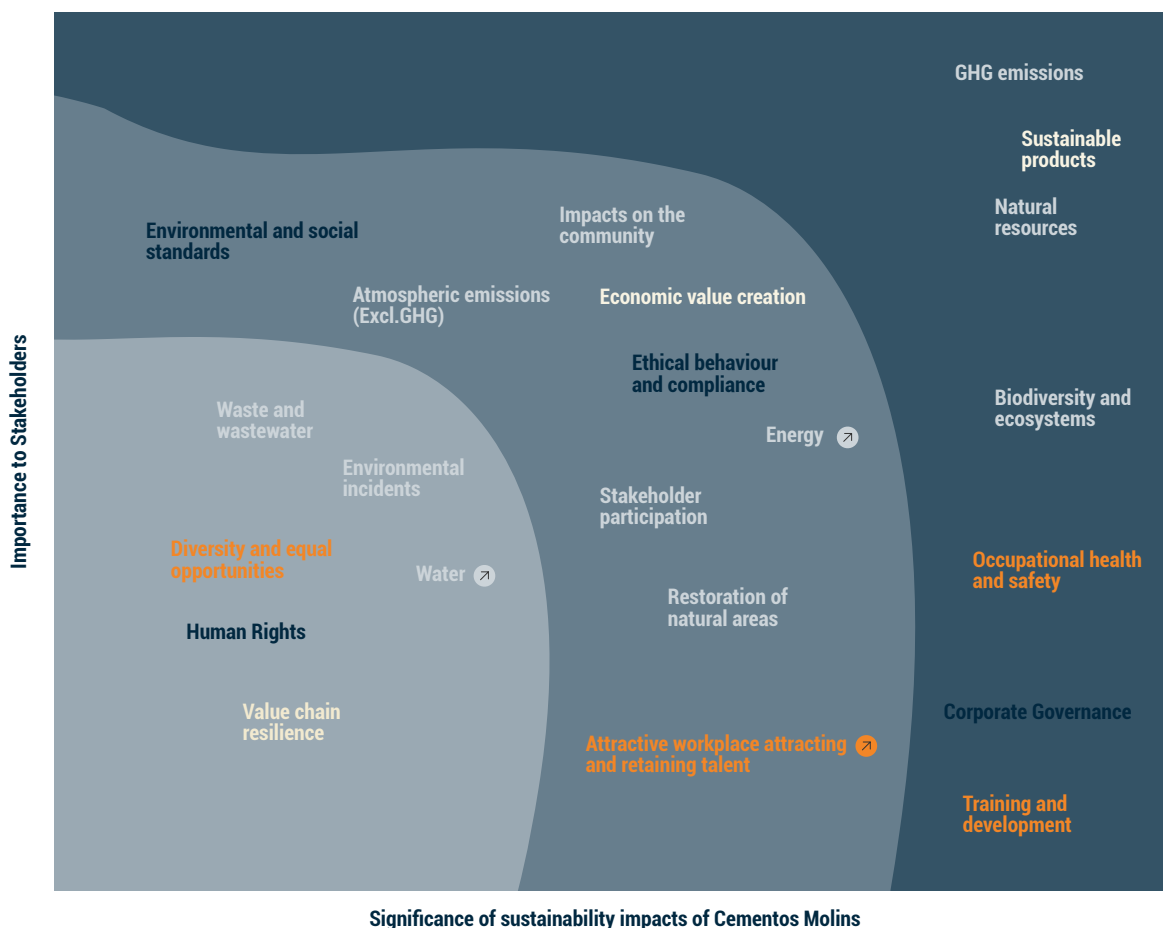 GHG emissions
Sustainable
products
Natural
resources
Impacts on the
community
Environmental and social
standards
Atmospheric emissions
(Excl.GHG)
Economic value creation
Ethical behaviour
and compliance
Biodiversity and
ecosystems
Waste and
wastewater
Energy
Environmental
incidents
Stakeholder
participation
Diversity and equal
opportunities
Water
Occupational health
and safety
Restoration of
natural areas
Human Rights
Value chain
resilience
Corporate Governance
Attractive workplace attracting
and retaining talent
Training and
development
Importance to Stakeholders
Significance of sustainability impacts of Cementos Molins